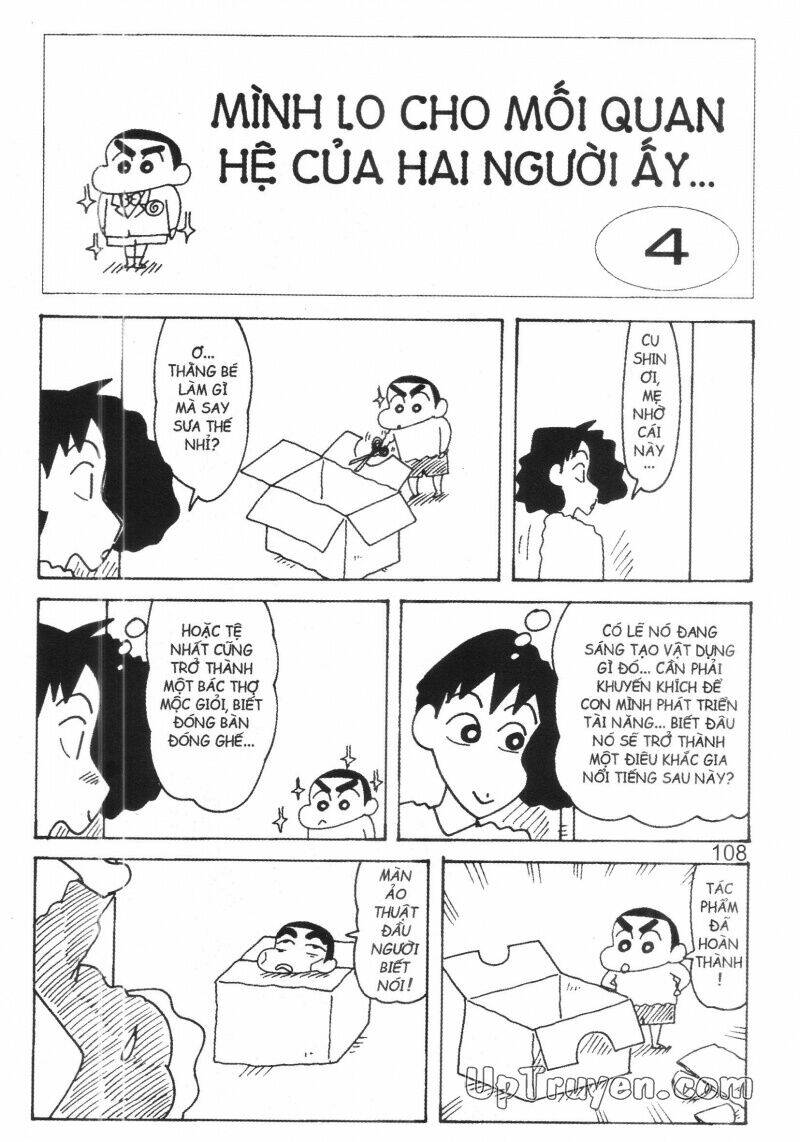 MÌNH LO CHO MỐI QUAN
HỆ CỦA HAI NGƯỜI ẤY...
4
CU
SHIN
ƠI,
MẸ
NHỜ
CÁI
NÀY
...
Ơ...
THẰNG BÉ
LÀM GÌ
MÀ SAY
SƯA THẾ
NHỈ?
CÓ LẼ NÓ ĐANG
SÁNG TẠO VẬT DỤNG
GÌ ĐÓ... CẦN PHẢI
KHUYẾN KHÍCH ĐỂ
CON MÌNH PHÁT TRIỂN
TÀI NĂNG... BIẾT ĐÂU
NÓ SẼ TRỞ THÀNH
MỘT ĐIÊU KHẮC GIA
NỔI TIẾNG SAU NÀY?
HOẶC TỆ
NHẤT CŨNG
TRỞ THÀNH
MỘT BÁC THỢ
MỘC GIỎI, BIẾT
ĐÓNG BÀN
ĐÓNG GHẾ...
108
TÁC
PHẨM
ĐÃ
HOÀN
THÀNH
!
MÀN
ẢO
THUẬT
ĐẦU
NGƯỜI
BIẾT
NÓI!
UpTruyen.com